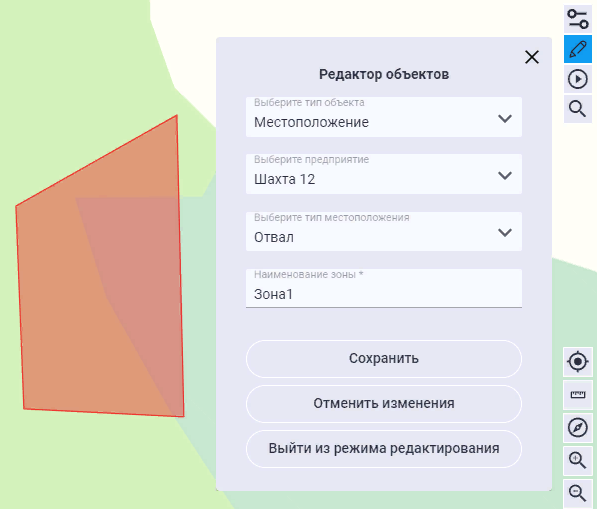 Редактор объектов
Выберите тип объекта
Местоположение
Выберите предприятие
Шахта 12
Выберите тип местоположения
Отвал
Наименование зоны *
Зона1
Сохранить
Отменить изменения
Выйти из режима редактирования